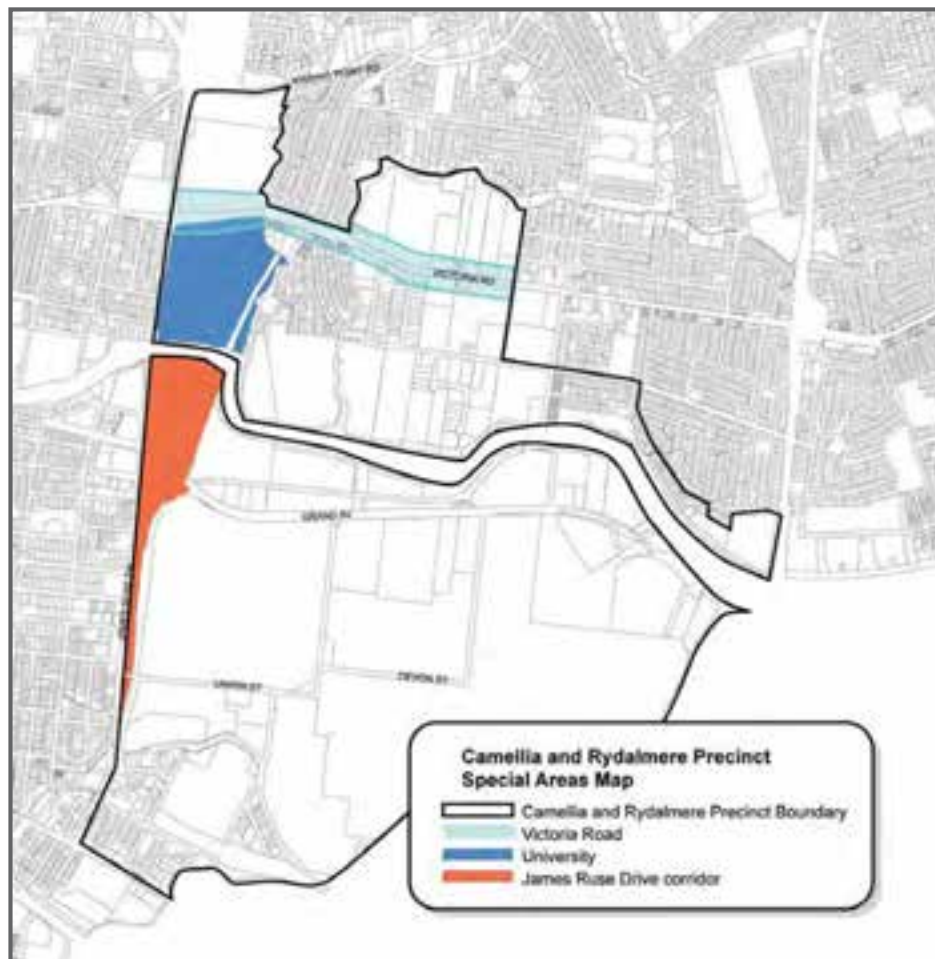 VICTORIA RD
GRAND AV
UNWIN ST
DEVON ST
Camellia and Rydalmere Precinct
Special Areas Map
Camellia and Rydalmere Precinct Boundary
Victoria Road
University
James Ruse Drive corridor